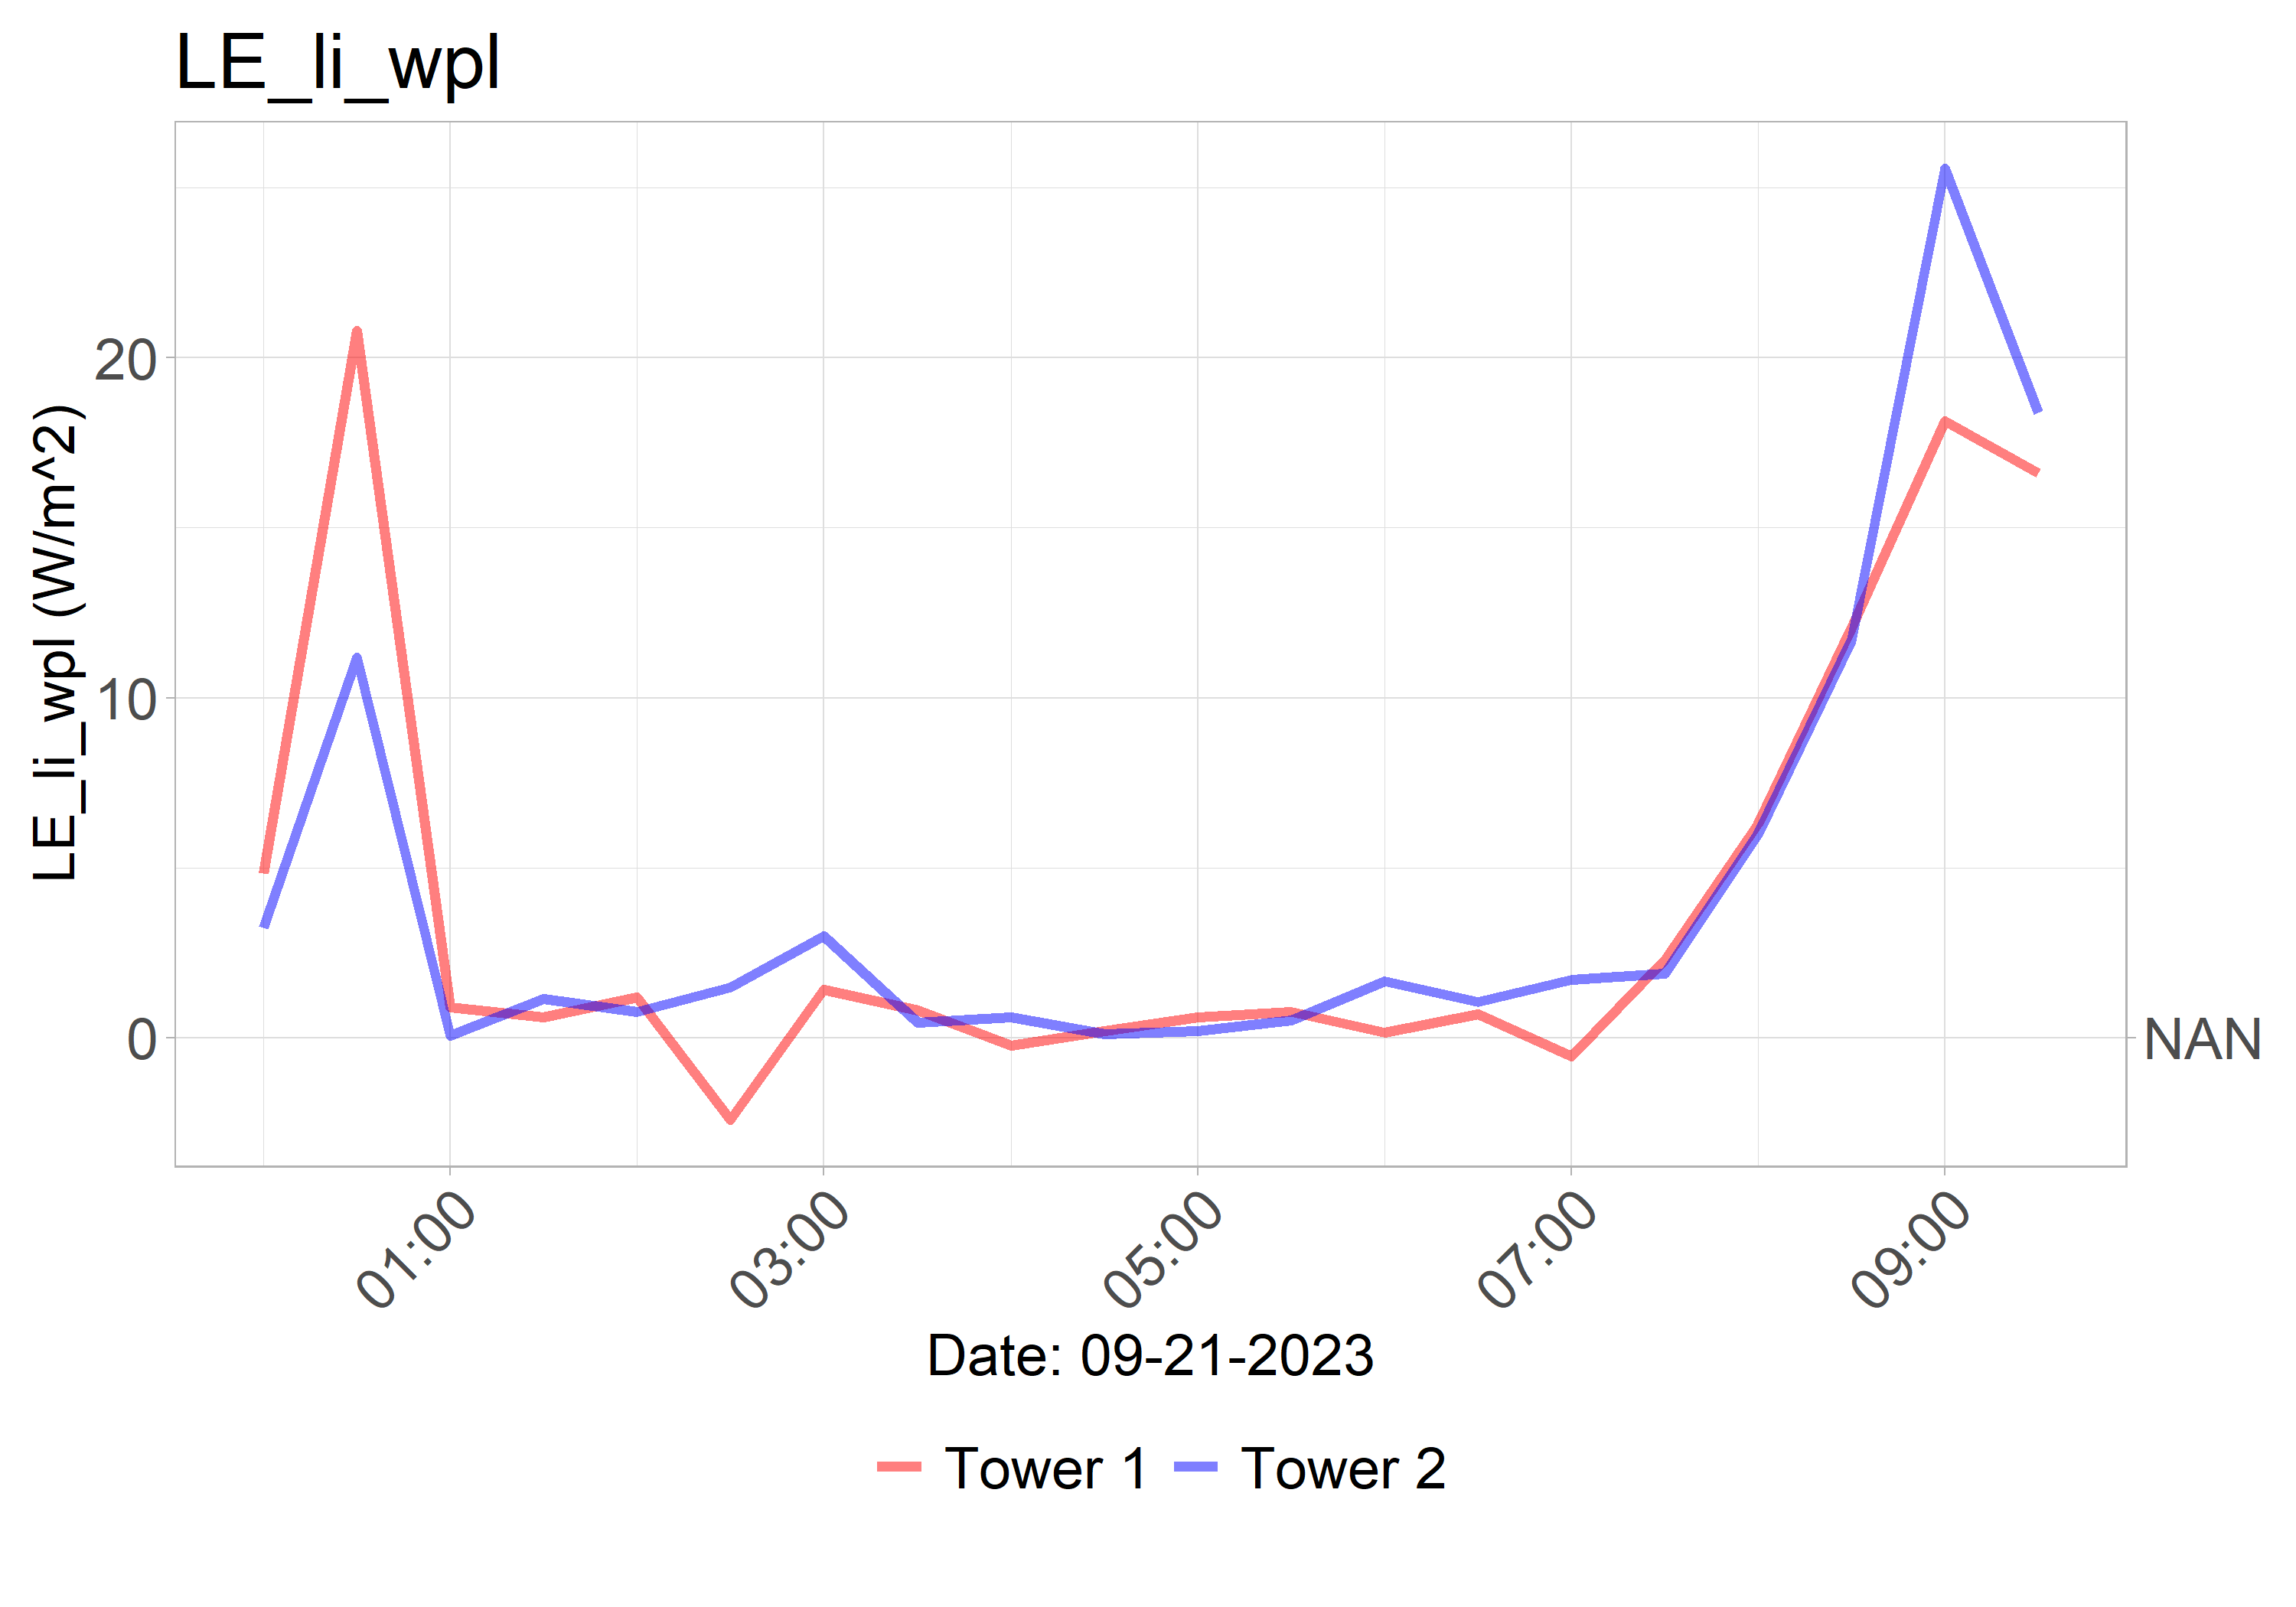 LE_li_wpl
LE_li_wpl (W/m^2)
20
10
0
NAN
01:00
03:00
05:00
07:00
09:00
Date: 09-21-2023
Tower 1
Tower 2